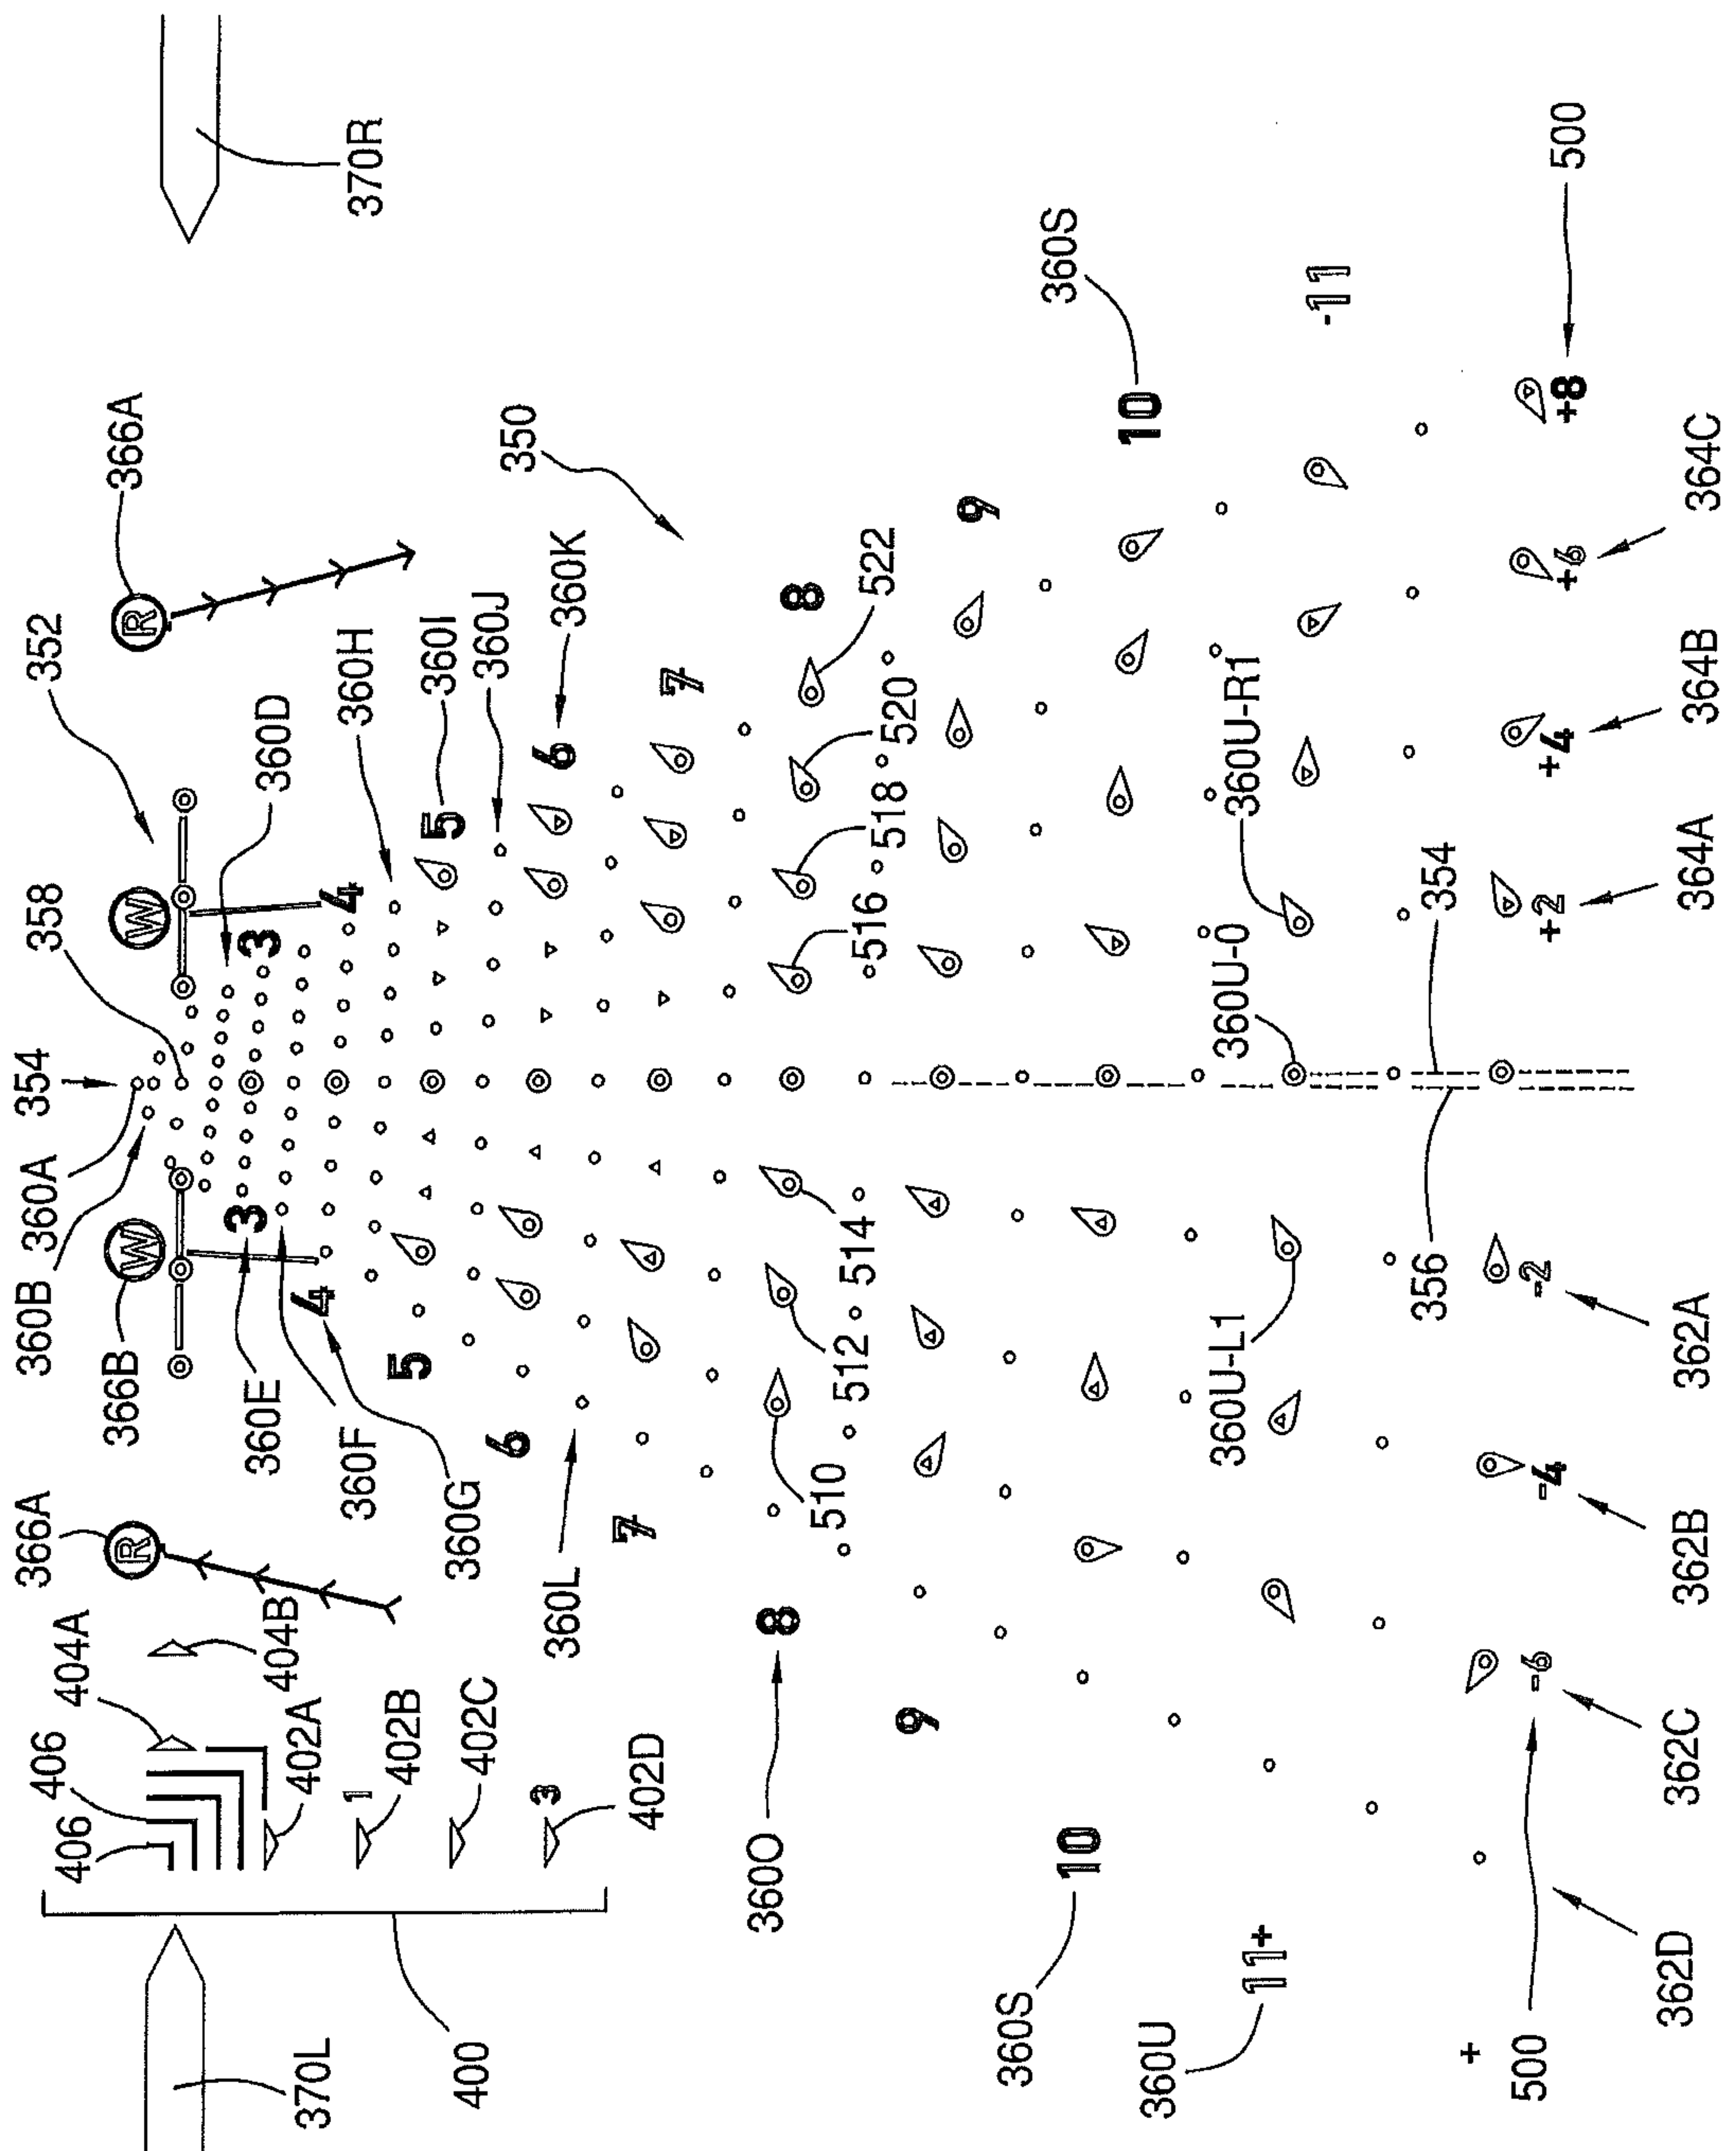 360B
354
360A
358
352
406
406
404A
366B
366A
366A
R
W
W
R
404B
360E
3
3
360D
370L
402A
360F
4
4
360H
370R
1
402B
360G
5
5
360I
400
402C
6
360J
350
3
402D
360L
6
360K
7
7
360O
8
8
510
512
514
516
518
520
522
9
9
360S
10
10
360S
360U
11+
360U-L1
360U-0
360U-R1
-11
356
354
+
500
-6
-4
-2
+2
+4
+6
+8
500
362D
362C
362B
362A
364A
364B
364C